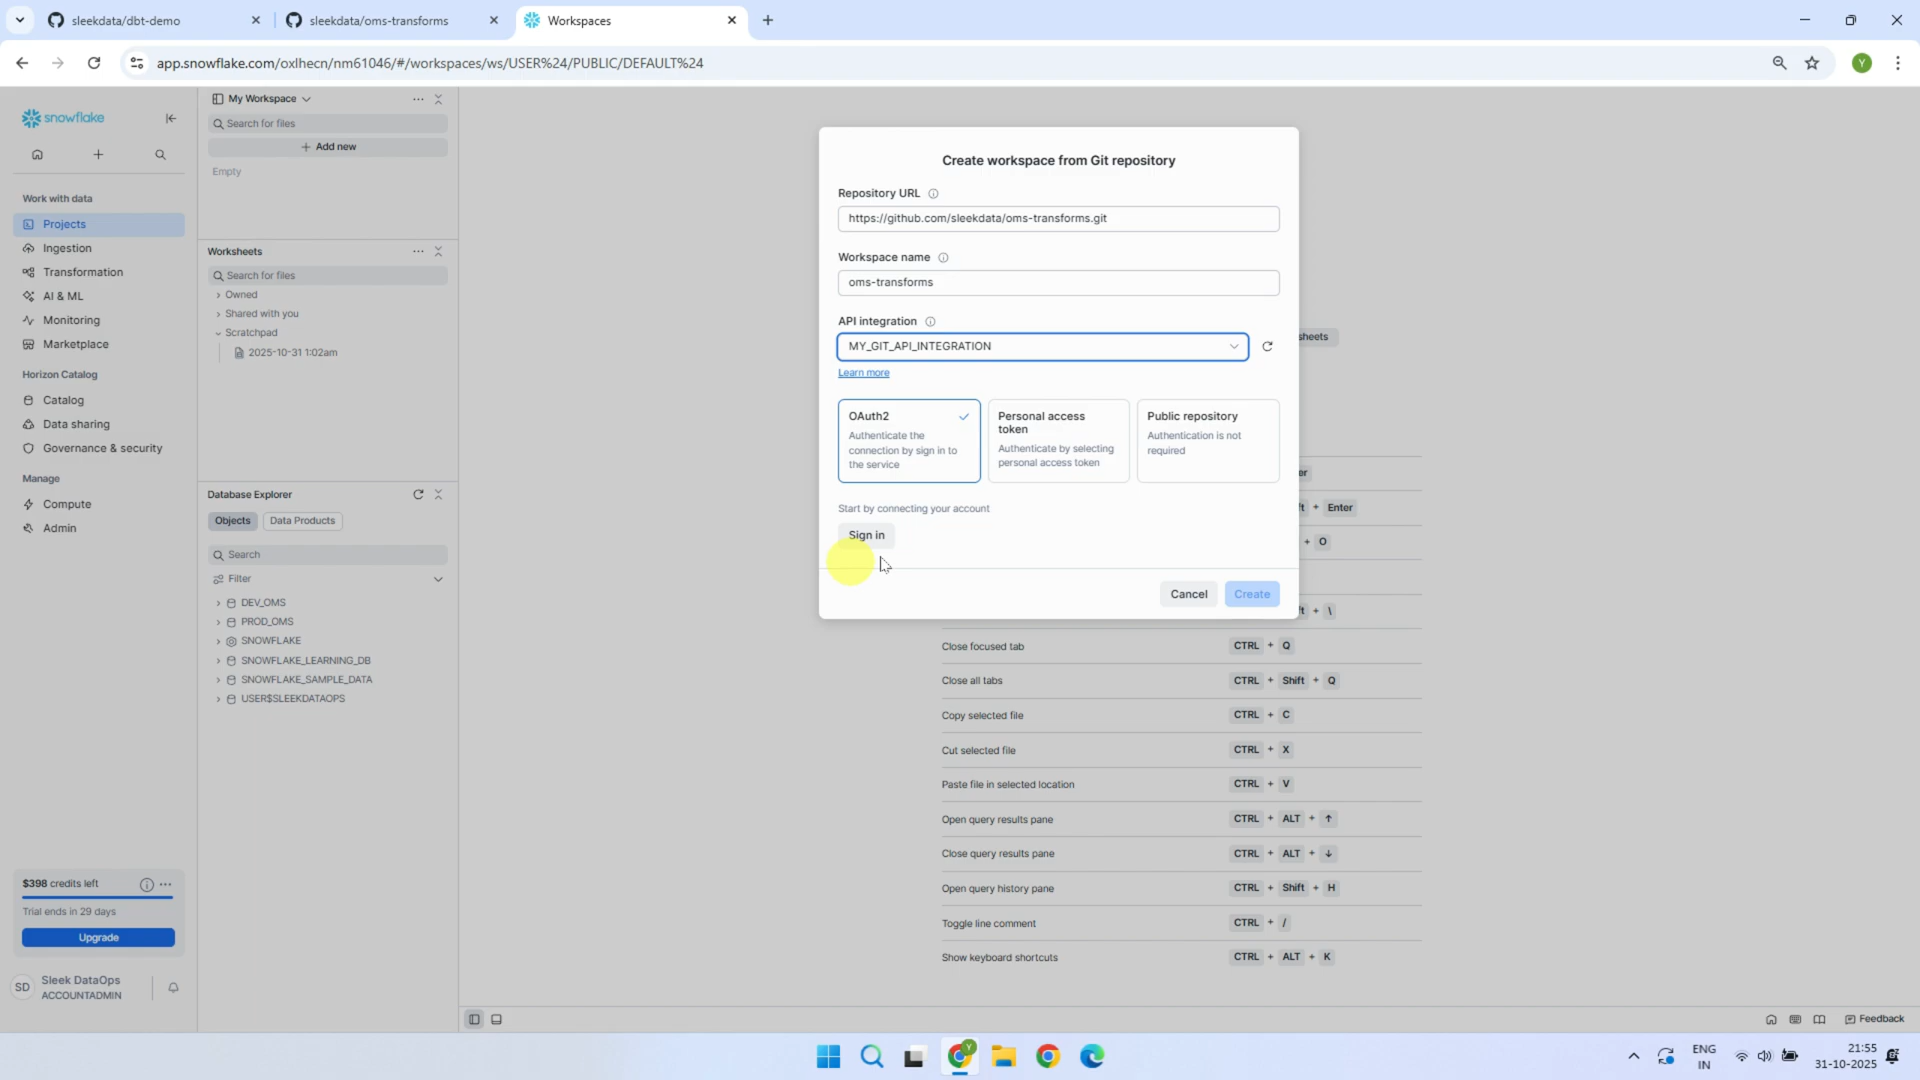 sleekdata/dbt-demo
sleekdata/oms-transforms
Workspaces
app.snowflake.com/oxlhecn/nm61046/#/workspaces/ws/USER%24/PUBLIC/DEFAULT%24
Y
snowflake
Work with data
Projects
Ingestion
Transformation
AI & ML
Monitoring
Marketplace
Horizon Catalog
Catalog
Data sharing
Governance & security
Manage
Compute
Admin
$398 credits left
Trial ends in 29 days
Upgrade
SD
Sleek DataOps
ACCOUNTADMIN
My Workspace
Search for files
Add new
Empty
Worksheets
Search for files
Owned
Shared with you
Scratchpad
2025-10-31 1:02am
Database Explorer
Objects
Data Products
Search
Filter
DEV_OMS
PROD_OMS
SNOWFLAKE
SNOWFLAKE_LEARNING_DB
SNOWFLAKE_SAMPLE_DATA
USER$SLEEKDATAOPS
Create workspace from Git repository
Repository URL
https://github.com/sleekdata/oms-transforms.git
Workspace name
oms-transforms
API integration
MY_GIT_API_INTEGRATION
Learn more
OAuth2
Authenticate the
connection by sign in to
the service
Personal access
token
Authenticate by selecting
personal access token
Public repository
Authentication is not
required
Start by connecting your account
Sign in
Cancel
Create
sheets
er
ft + Enter
+ O
ft + \
Close focused tab CTRL + Q
Close all tabs CTRL + Shift + Q
Copy selected file CTRL + C
Cut selected file CTRL + X
Paste file in selected location CTRL + V
Open query results pane CTRL + ALT + ↑
Close query results pane CTRL + ALT + ↓
Open query history pane CTRL + Shift + H
Toggle line comment CTRL + /
Show keyboard shortcuts CTRL + ALT + K
Feedback
ENG
IN
21:55
31-10-2025